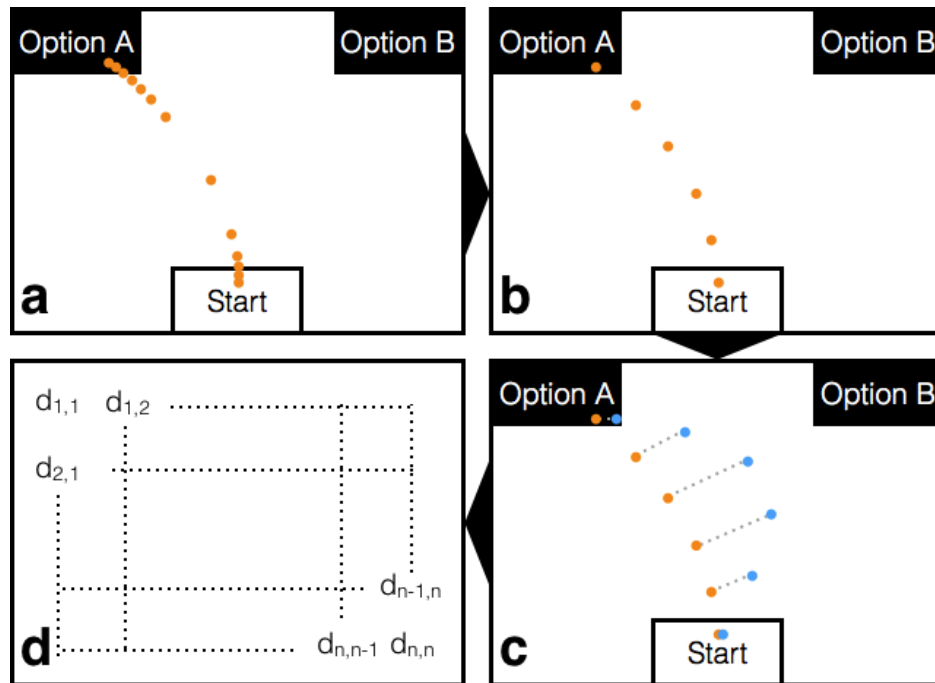 Option A
Option B
a
Start
Option A
Option B
b
Start
d1,1 d1,2
d2,1
dn-1,n
d
dn,n-1 dn,n
Option A
Option B
c
Start